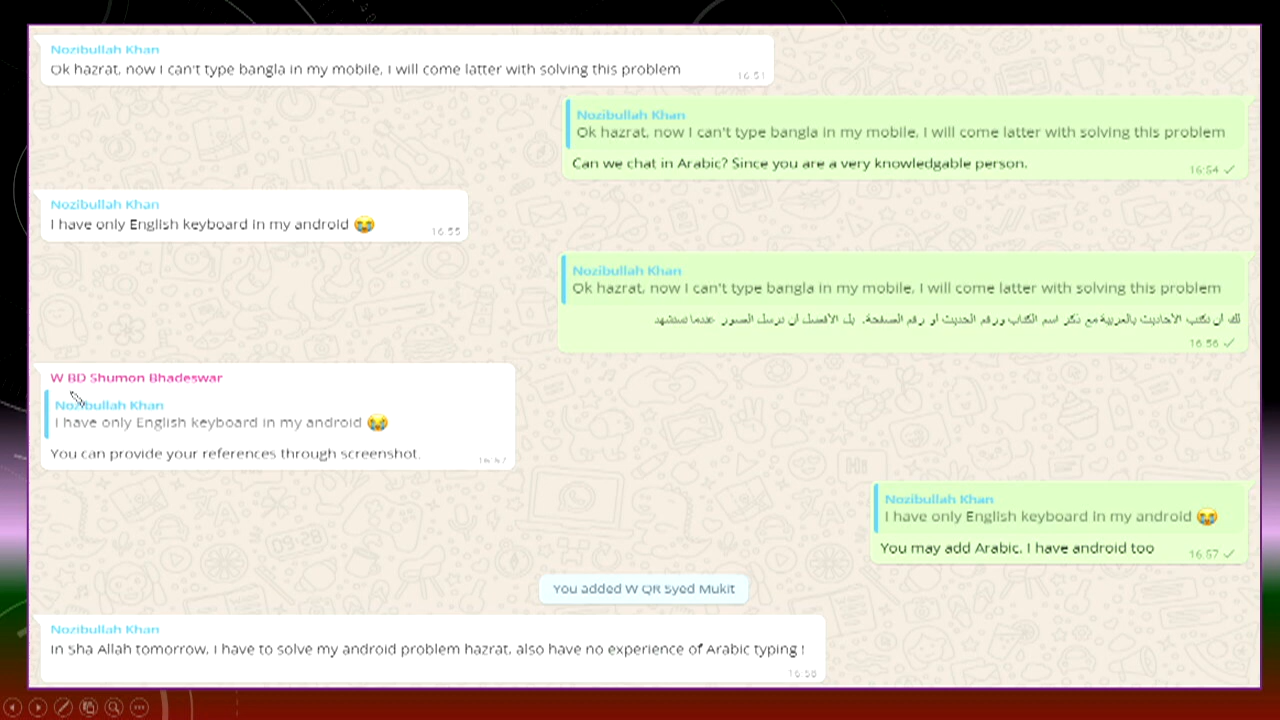 Nozibullah Khan
Ok hazrat, now I can't type bangla in my mobile, I will come latter with solving this problem
16:51
Nozibullah Khan
Ok hazrat, now I can't type bangla in my mobile, I will come latter with solving this problem
Can we chat in Arabic? Since you are a very knowledgable person.
16:54
Nozibullah Khan
I have only English keyboard in my android 😭
16:55
Nozibullah Khan
Ok hazrat, now I can't type bangla in my mobile, I will come latter with solving this problem
لك ان تكتب الاحاديث بالعربية مع ذكر اسم الكتاب ورقم الحديث او رقم الصفحة. بل الافضل ان ترسل الصور عندما تستشهد
16:56
W BD Shumon Bhadeswar
Nozibullah Khan
I have only English keyboard in my android 😭
You can provide your references through screenshot.
16:57
Nozibullah Khan
I have only English keyboard in my android 😭
You may add Arabic. I have android too
16:57
You added W QR Syed Mukit
Nozibullah Khan
In Sha Allah tomorrow, I have to solve my android problem hazrat, also have no experience of Arabic typing !
16:58